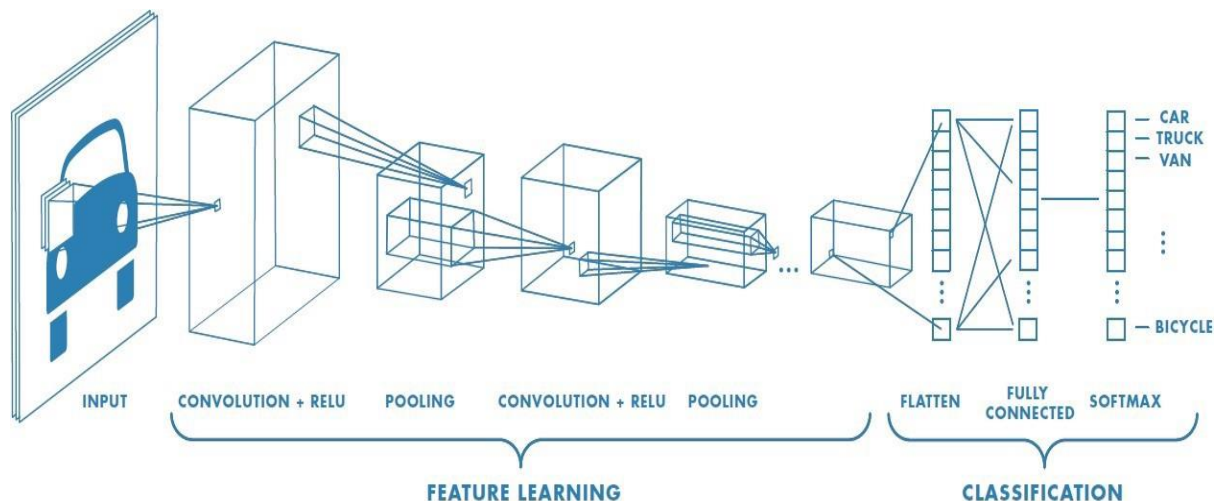 CAR
TRUCK
VAN
BICYCLE
INPUT
CONVOLUTION + RELU
POOLING
CONVOLUTION + RELU
POOLING
FLATTEN
FULLY
CONNECTED
SOFTMAX
FEATURE LEARNING
CLASSIFICATION